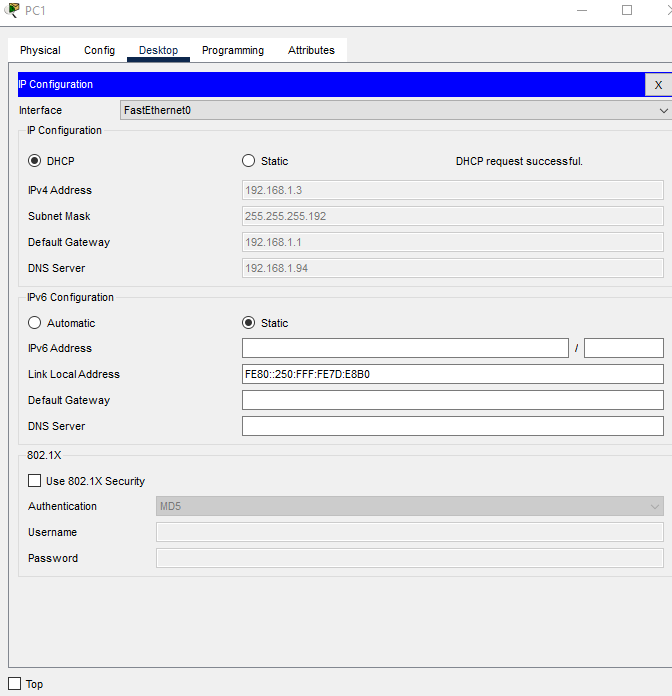 PC1
Physical Config Desktop Programming Attributes
IP Configuration X
Interface FastEthernet0
IP Configuration
DHCP Static DHCP request successful.
IPv4 Address 192.168.1.3
Subnet Mask 255.255.255.192
Default Gateway 192.168.1.1
DNS Server 192.168.1.94
IPv6 Configuration
Automatic Static
IPv6 Address /
Link Local Address FE80::250:FFF:FE7D:E8B0
Default Gateway
DNS Server
802.1X
Use 802.1X Security
Authentication MD5
Username
Password
Top